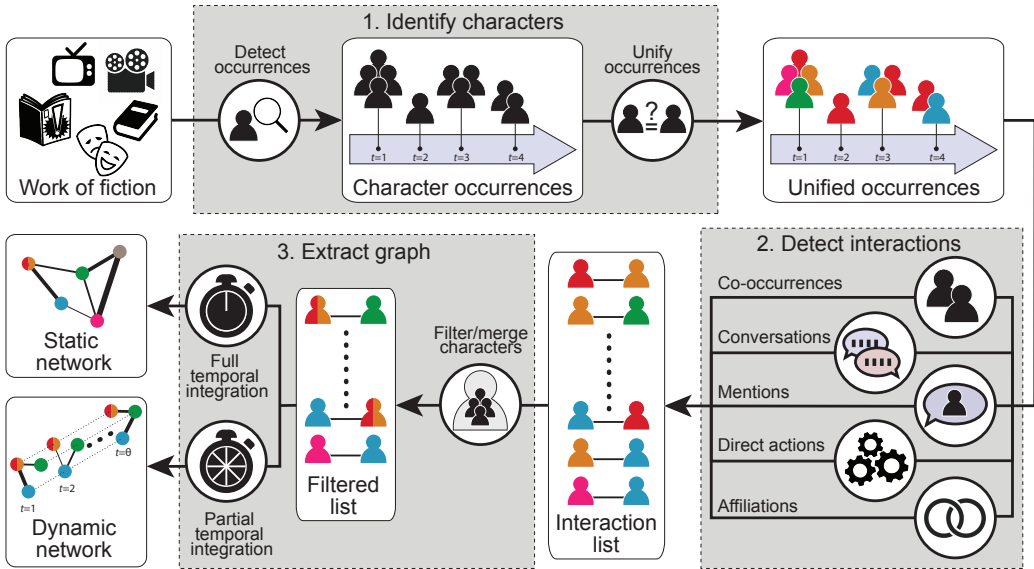 1. Identify characters
Detect
occurrences
Unify
occurrences
?
=
t=1
t=2
t=3
t=4
t=1
t=2
t=3
t=4
Work of fiction
Character occurrences
Unified occurrences
2. Detect interactions
Co-occurrences
Conversations
Mentions
Direct actions
Affiliations
Interaction
list
3. Extract graph
Filter/merge
characters
Filtered
list
Full
temporal
integration
Partial
temporal
integration
Static
network
t=1
t=2
t=θ
Dynamic
network